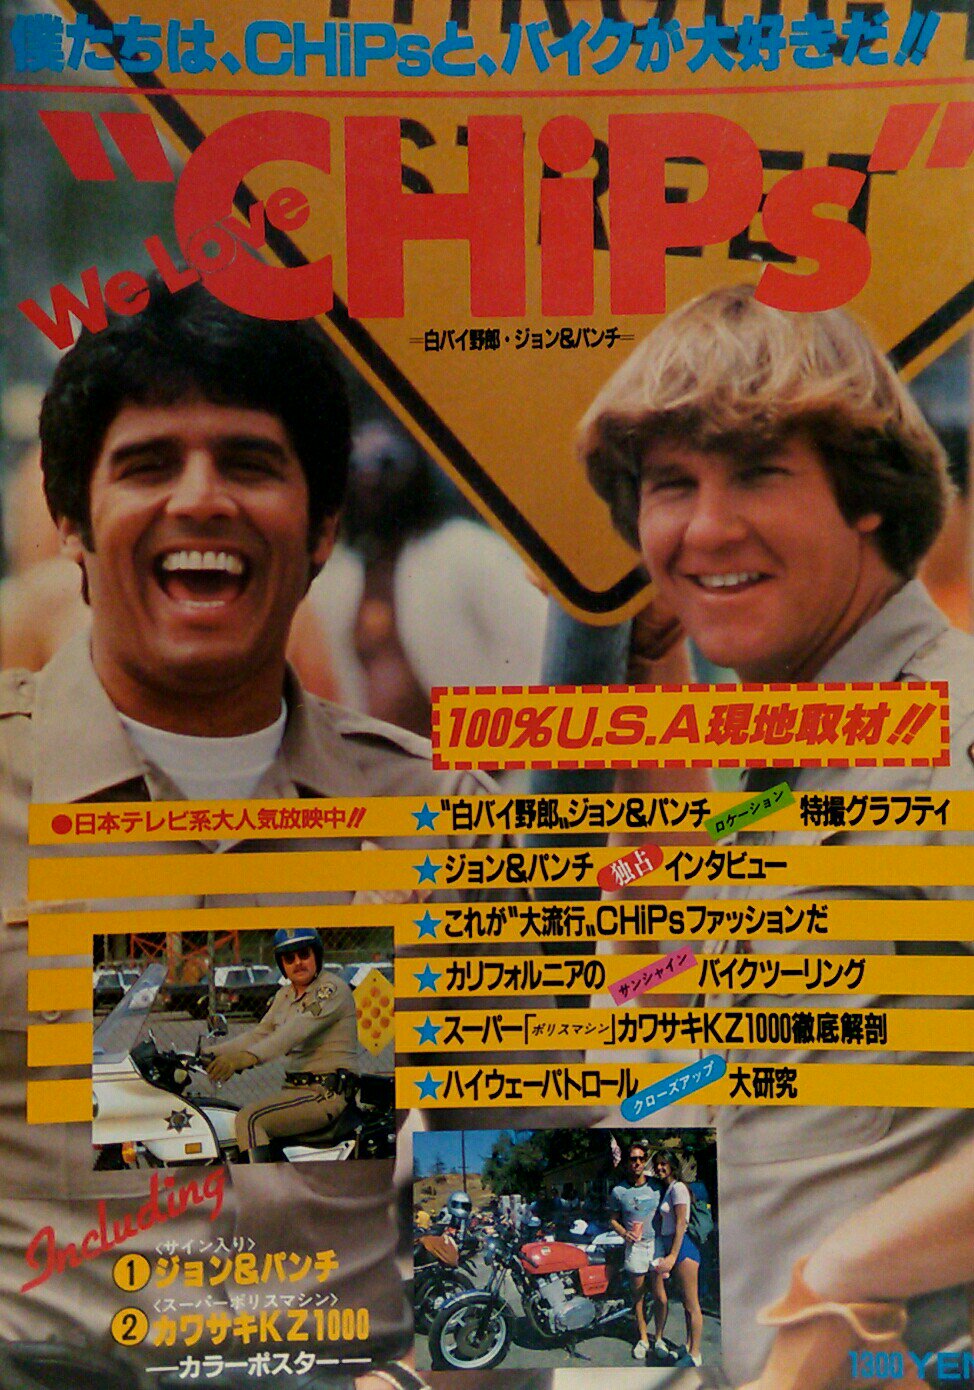 僕たちは、CHiPsと、バイクが大好きだ!!
"CHiPs"
We Love
=白バイ野郎・ジョン&パンチ=
100%U.S.A現地取材!!
●日本テレビ系大人気放映中!!
★"白バイ野郎〟ジョン&パンチ ロケーション 特撮グラフティ
★ジョン&パンチ 独占 インタビュー
★これが"大流行〟CHiPsファッションだ
★カリフォルニアの サンシャイン バイクツーリング
★スーパー「ポリスマシン」カワサキKZ1000徹底解剖
★ハイウェーパトロール クローズアップ 大研究
Including
〈サイン入り〉
①ジョン&パンチ
〈スーパーポリスマシン〉
②カワサキKZ1000
―カラーポスター―
1300YEN